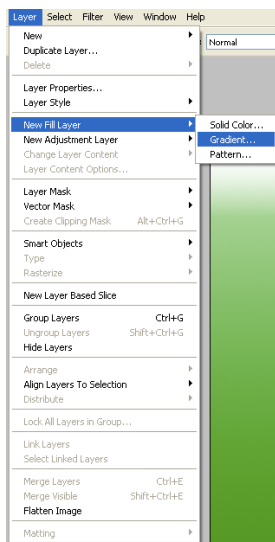 Layer Select Filter View Window Help
Normal
New
Duplicate Layer...
Delete
Layer Properties...
Layer Style
New Fill Layer
New Adjustment Layer
Change Layer Content
Layer Content Options...
Solid Color...
Gradient...
Pattern...
Layer Mask
Vector Mask
Create Clipping Mask Alt+Ctrl+G
Smart Objects
Type
Rasterize
New Layer Based Slice
Group Layers Ctrl+G
Ungroup Layers Shift+Ctrl+G
Hide Layers
Arrange
Align Layers To Selection
Distribute
Lock All Layers in Group...
Link Layers
Select Linked Layers
Merge Layers Ctrl+E
Merge Visible Shift+Ctrl+E
Flatten Image
Matting